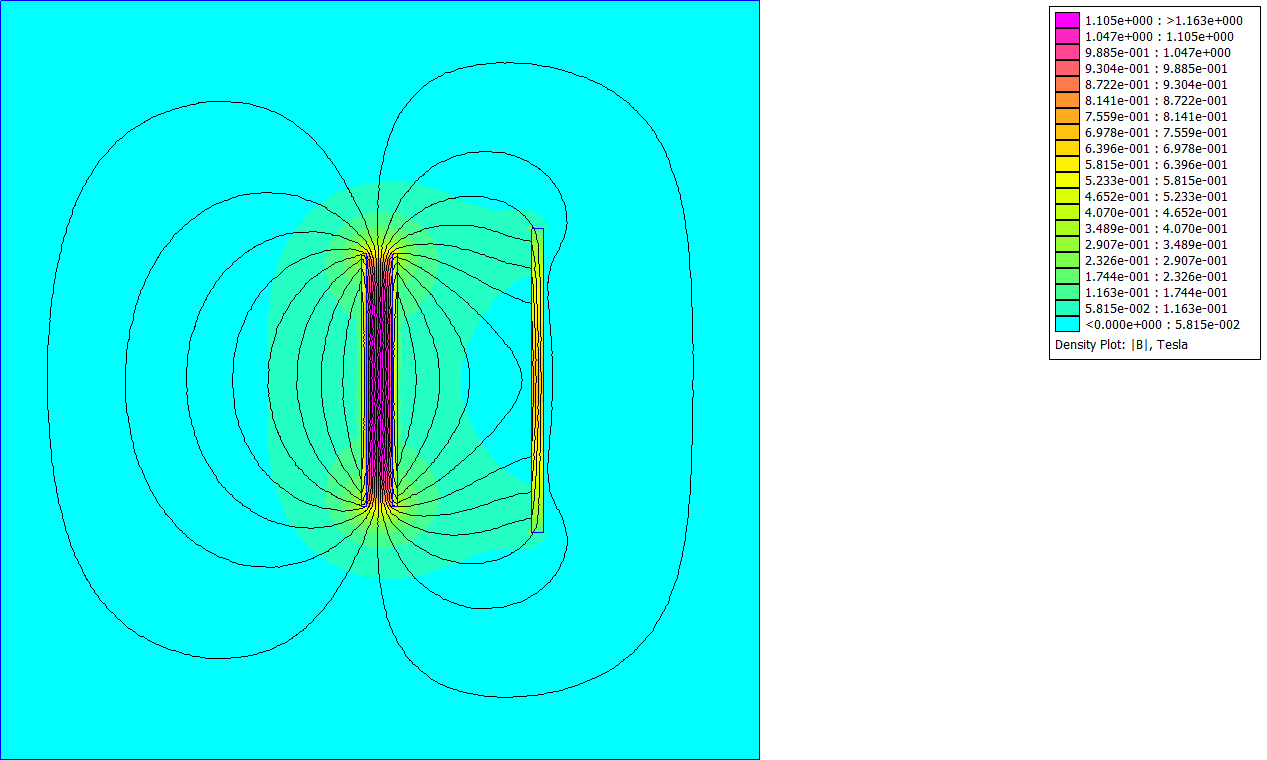 1.105e+000 : >1.163e+000
1.047e+000 : 1.105e+000
9.885e-001 : 1.047e+000
9.304e-001 : 9.885e-001
8.722e-001 : 9.304e-001
8.141e-001 : 8.722e-001
7.559e-001 : 8.141e-001
6.978e-001 : 7.559e-001
6.396e-001 : 6.978e-001
5.815e-001 : 6.396e-001
5.233e-001 : 5.815e-001
4.652e-001 : 5.233e-001
4.070e-001 : 4.652e-001
3.489e-001 : 4.070e-001
2.907e-001 : 3.489e-001
2.326e-001 : 2.907e-001
1.744e-001 : 2.326e-001
1.163e-001 : 1.744e-001
5.815e-002 : 1.163e-001
<0.000e+000 : 5.815e-002
Density Plot: |B|, Tesla